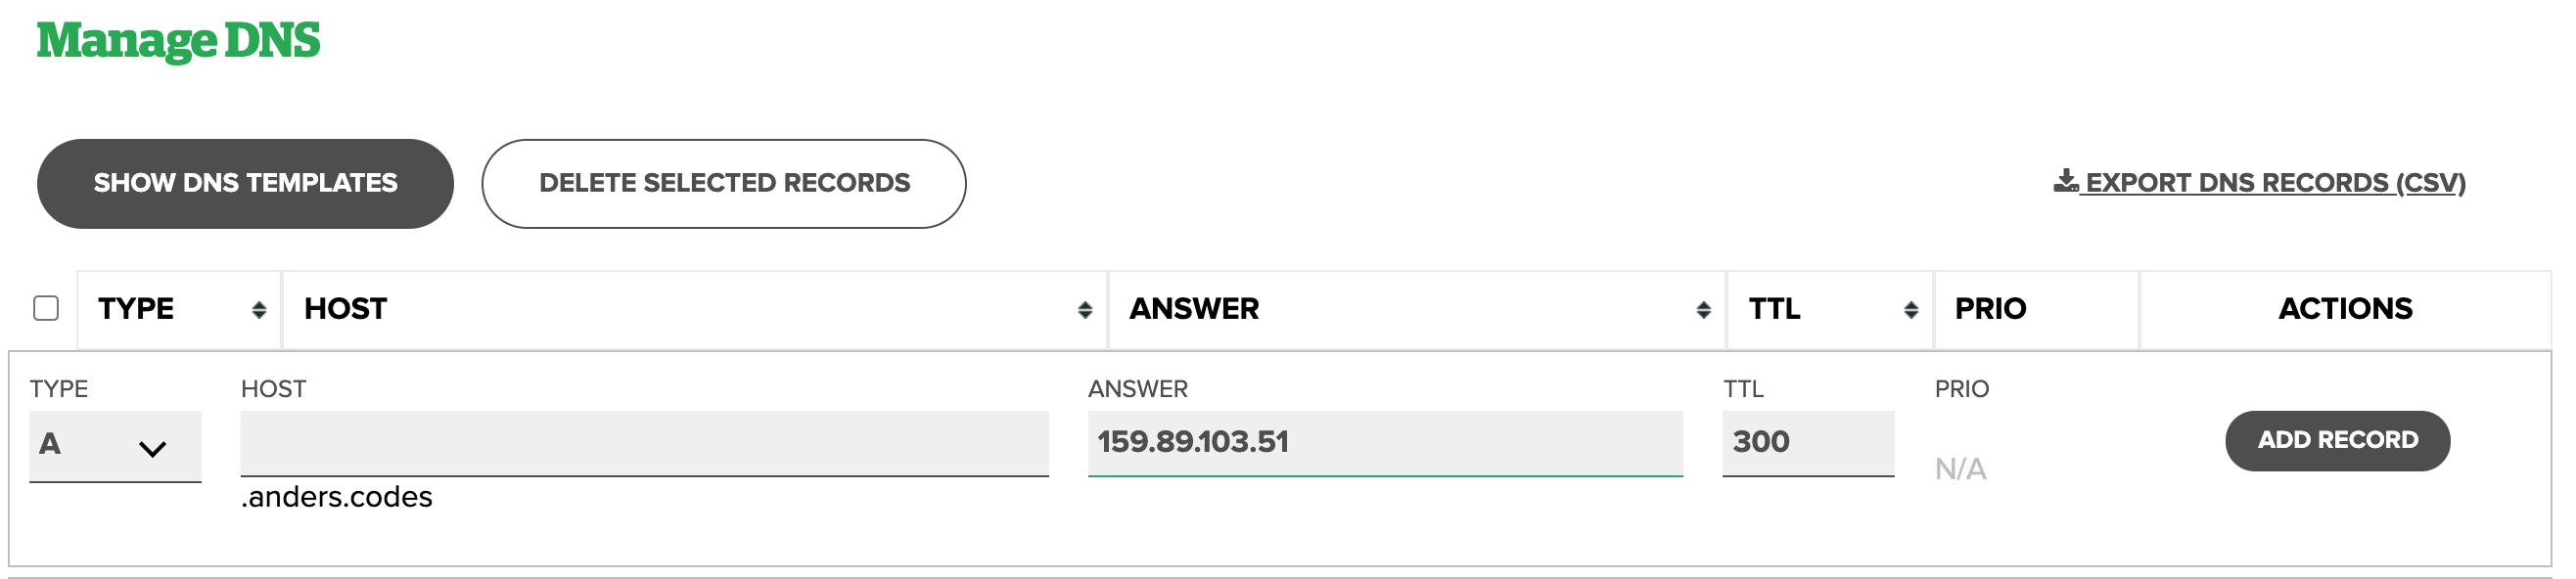 Manage DNS
SHOW DNS TEMPLATES DELETE SELECTED RECORDS EXPORT DNS RECORDS (CSV)
TYPE HOST ANSWER TTL PRIO ACTIONS
TYPE HOST ANSWER TTL PRIO
A 159.89.103.51 300 N/A ADD RECORD
.anders.codes